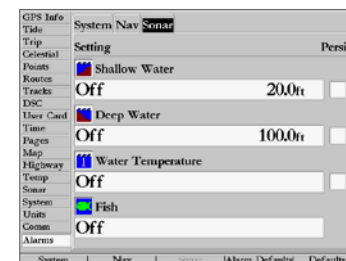 GPS Info
Tide
Trip
Celestial
Points
Routes
Tracks
DSC
User Card
Time
Pages
Map
Highway
Temp
Sonar
System
Units
Comm
Alarms
System Nav Sonar
Setting Persi
Shallow Water
Off 20.0ft
Deep Water
Off 100.0ft
Water Temperature
Off
Fish
Off
System Nav Alarm Defaults Defaults